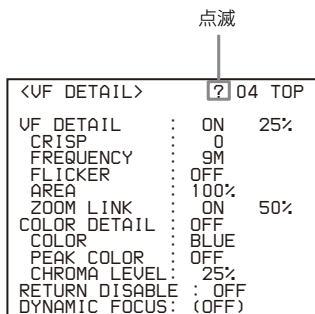 点滅
<VF DETAIL> ? 04 TOP
VF DETAIL : ON 25%
CRISP : 0
FREQUENCY : 9M
FLICKER : OFF
AREA : 100%
ZOOM LINK : ON 50%
COLOR DETAIL : OFF
COLOR : BLUE
PEAK COLOR : OFF
CHROMA LEVEL: 25%
RETURN DISABLE : OFF
DYNAMIC FOCUS: (OFF)